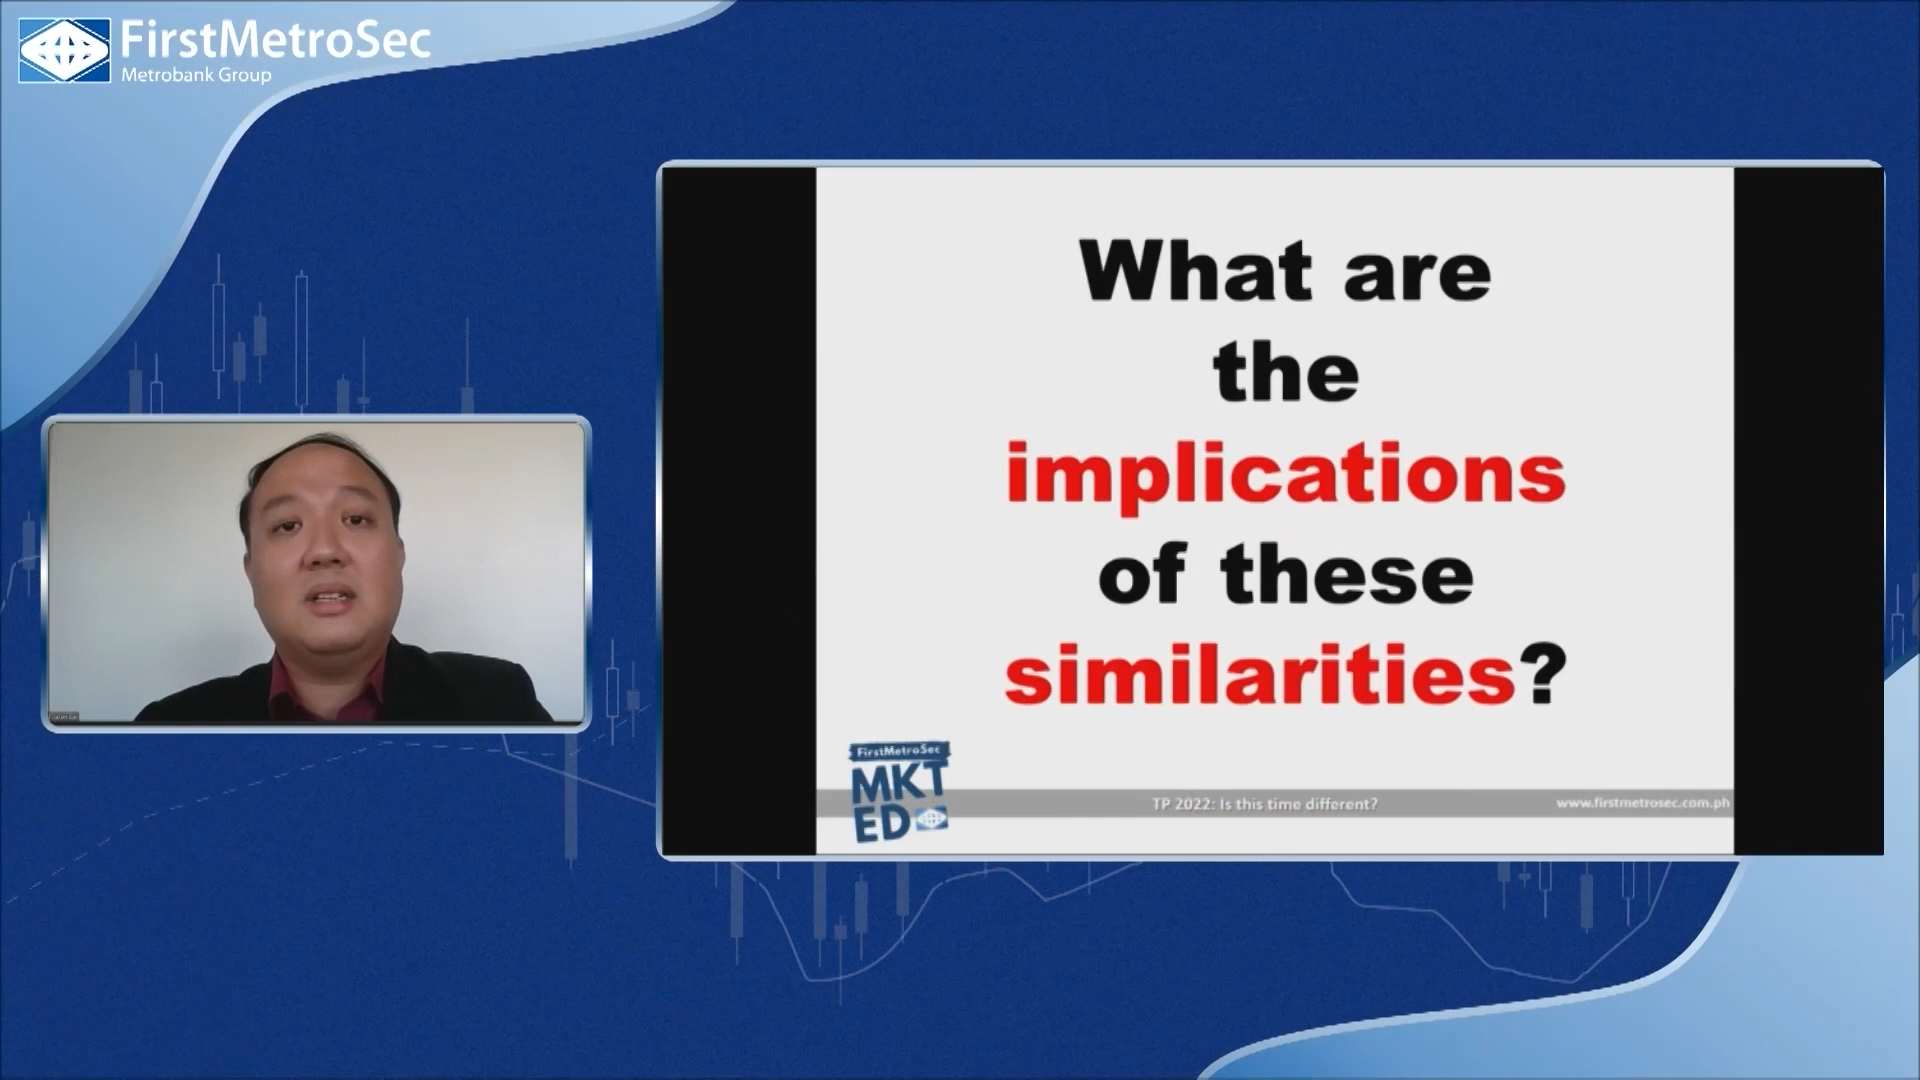 FirstMetroSec
Metrobank Group
What are
the
implications
of these
similarities?
FirstMetroSec
MKT
ED
TP 2022: Is this time different?
www.firstmetrosec.com.ph